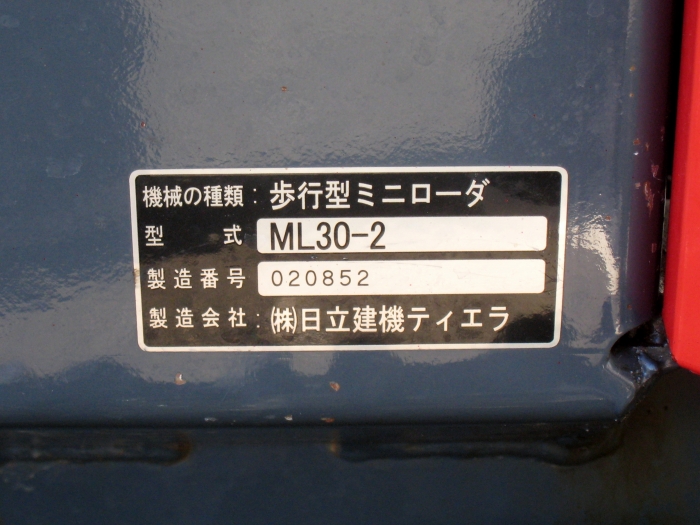 機械の種類：歩行型ミニローダ
型式 ML30-2
製造番号 020852
製造会社：㈱日立建機ティエラ